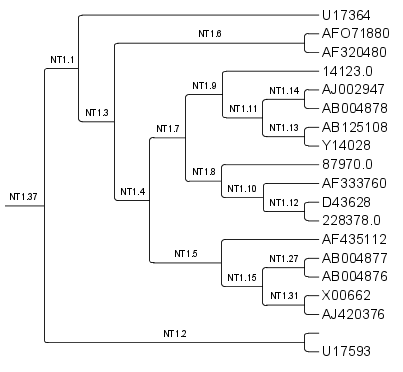 U17364
NT1.6
AFO71880
AF320480
NT1.1
14123.0
NT1.9
AJ002947
NT1.14
AB004878
NT1.3
NT1.11
AB125108
NT1.7
NT1.13
Y14028
87970.0
NT1.8
AF333760
NT1.4
NT1.10
D43628
NT1.37
NT1.12
228378.0
AF435112
NT1.5
NT1.27
AB004877
NT1.15
AB004876
X00662
NT1.31
AJ420376
NT1.2
U17593